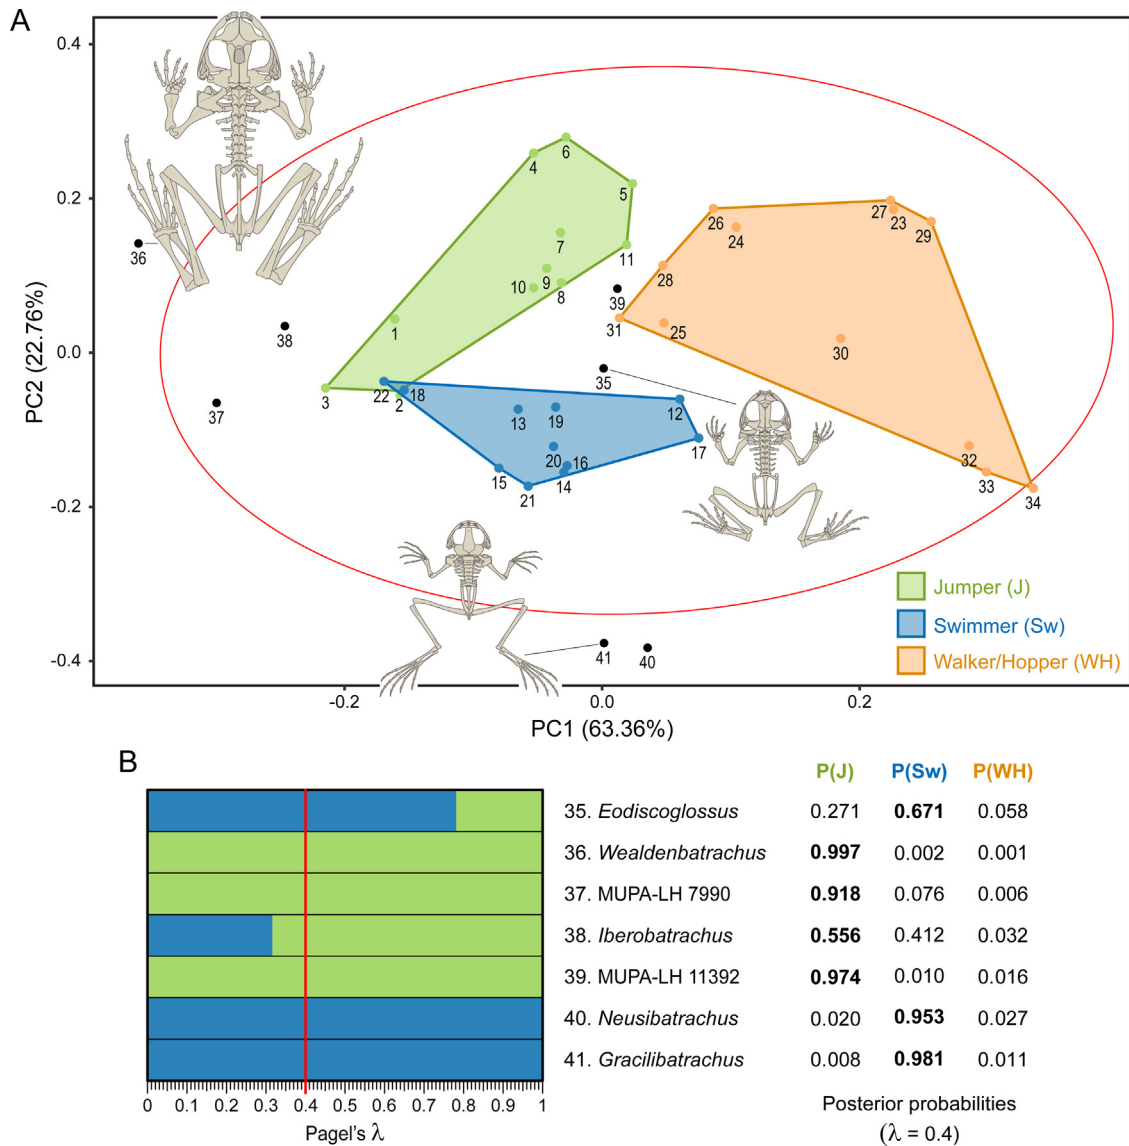 A
0.4
0.2
0.0
-0.2
-0.4
PC2 (22.76%)
6
4
5
7
11
9
10
8
1
3
2
22
18
13
19
12
17
20
16
15
14
21
26
24
27
23
29
28
31
25
30
32
33
34
36
38
37
39
35
41
40
Jumper (J)
Swimmer (Sw)
Walker/Hopper (WH)
-0.2
0.0
0.2
PC1 (63.36%)
B
P(J) P(Sw) P(WH)
35. Eodiscoglossus 0.271 0.671 0.058
36. Wealdenbatrachus 0.997 0.002 0.001
37. MUPA-LH 7990 0.918 0.076 0.006
38. Iberobatrachus 0.556 0.412 0.032
39. MUPA-LH 11392 0.974 0.010 0.016
40. Neusibatrachus 0.020 0.953 0.027
41. Gracilibatrachus 0.008 0.981 0.011
0 0.1 0.2 0.3 0.4 0.5 0.6 0.7 0.8 0.9 1
Pagel's λ
Posterior probabilities
(λ = 0.4)